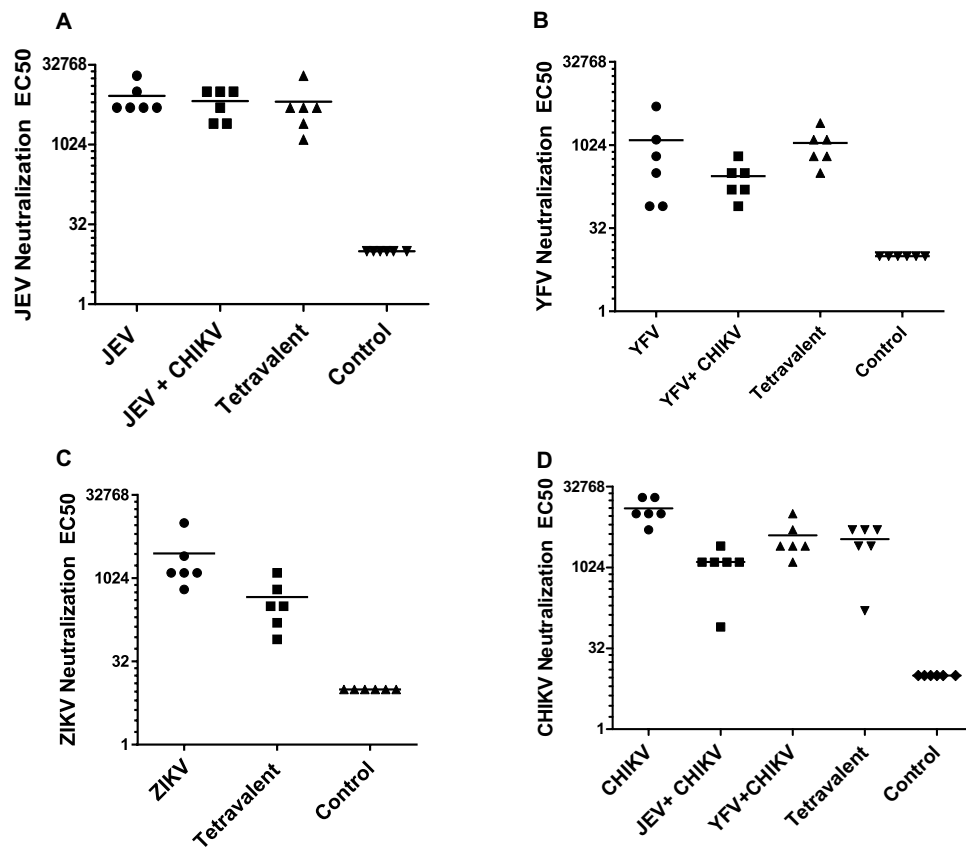 A
JEV Neutralization EC50
32768
1024
32
1
JEV
JEV + CHIKV
Tetravalent
Control
B
YFV Neutralization EC50
32768
1024
32
1
YFV
YFV+ CHIKV
Tetravalent
Control
C
ZIKV Neutralization EC50
32768
1024
32
1
ZIKV
Tetravalent
Control
D
CHIKV Neutralization EC50
32768
1024
32
1
CHIKV
JEV+ CHIKV
YFV+CHIKV
Tetravalent
Control